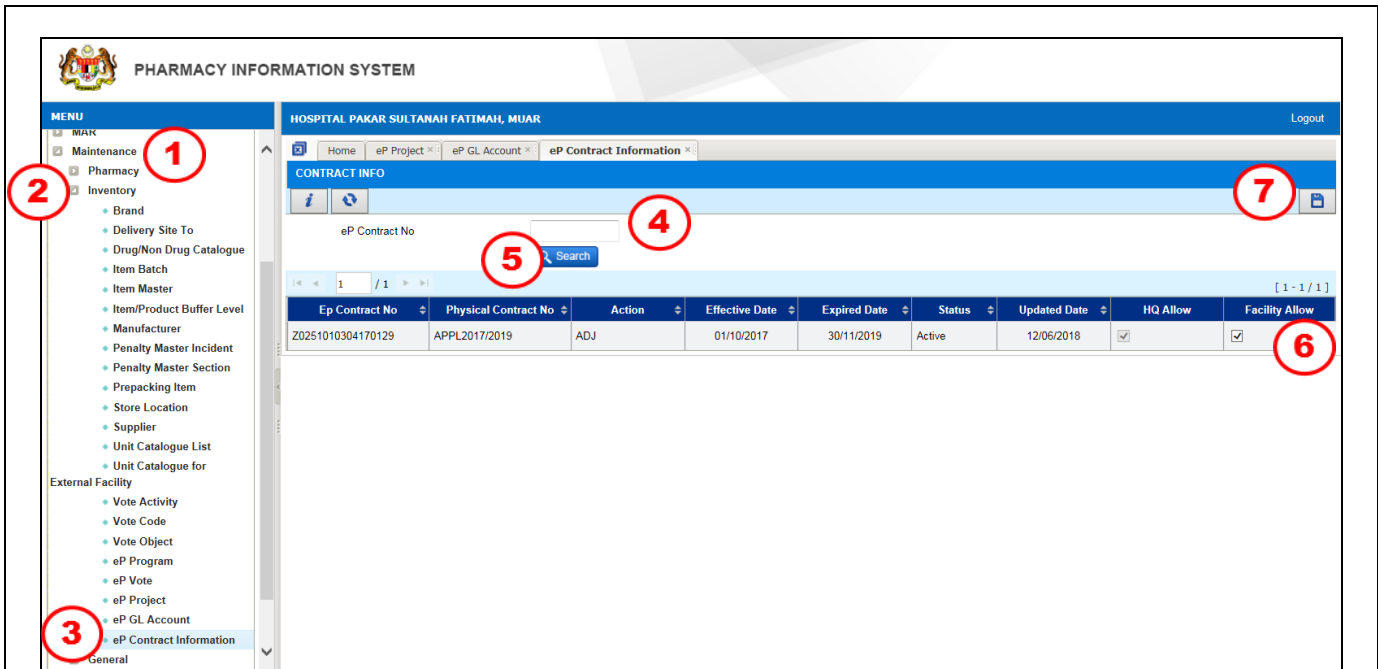 PHARMACY INFORMATION SYSTEM
MENU
MAR
Maintenance
1
Pharmacy
2
Inventory
Brand
Delivery Site To
Drug/Non Drug Catalogue
Item Batch
Item Master
Item/Product Buffer Level
Manufacturer
Penalty Master Incident
Penalty Master Section
Prepacking Item
Store Location
Supplier
Unit Catalogue List
Unit Catalogue for
External Facility
Vote Activity
Vote Code
Vote Object
eP Program
eP Vote
eP Project
eP GL Account
3
eP Contract Information
General
HOSPITAL PAKAR SULTANAH FATIMAH, MUAR Logout
Home eP Project × eP GL Account × eP Contract Information ×
CONTRACT INFO
i 7
eP Contract No 4
5 Search
1 / 1 [ 1 - 1 / 1 ]
Ep Contract No Physical Contract No Action Effective Date Expired Date Status Updated Date HQ Allow Facility Allow
Z0251010304170129 APPL2017/2019 ADJ 01/10/2017 30/11/2019 Active 12/06/2018
6